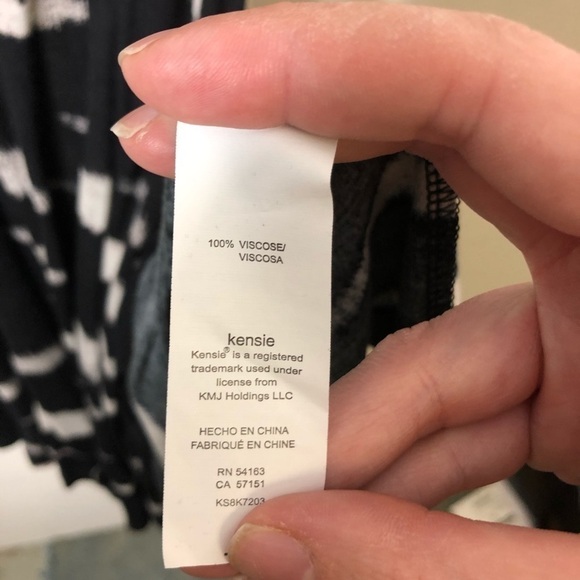 100% VISCOSE/
VISCOSA
kensie
Kensie® is a registered
trademark used under
license from
KMJ Holdings LLC
HECHO EN CHINA
FABRIQUÉ EN CHINE
RN 54163
CA 57151
KS8K7203